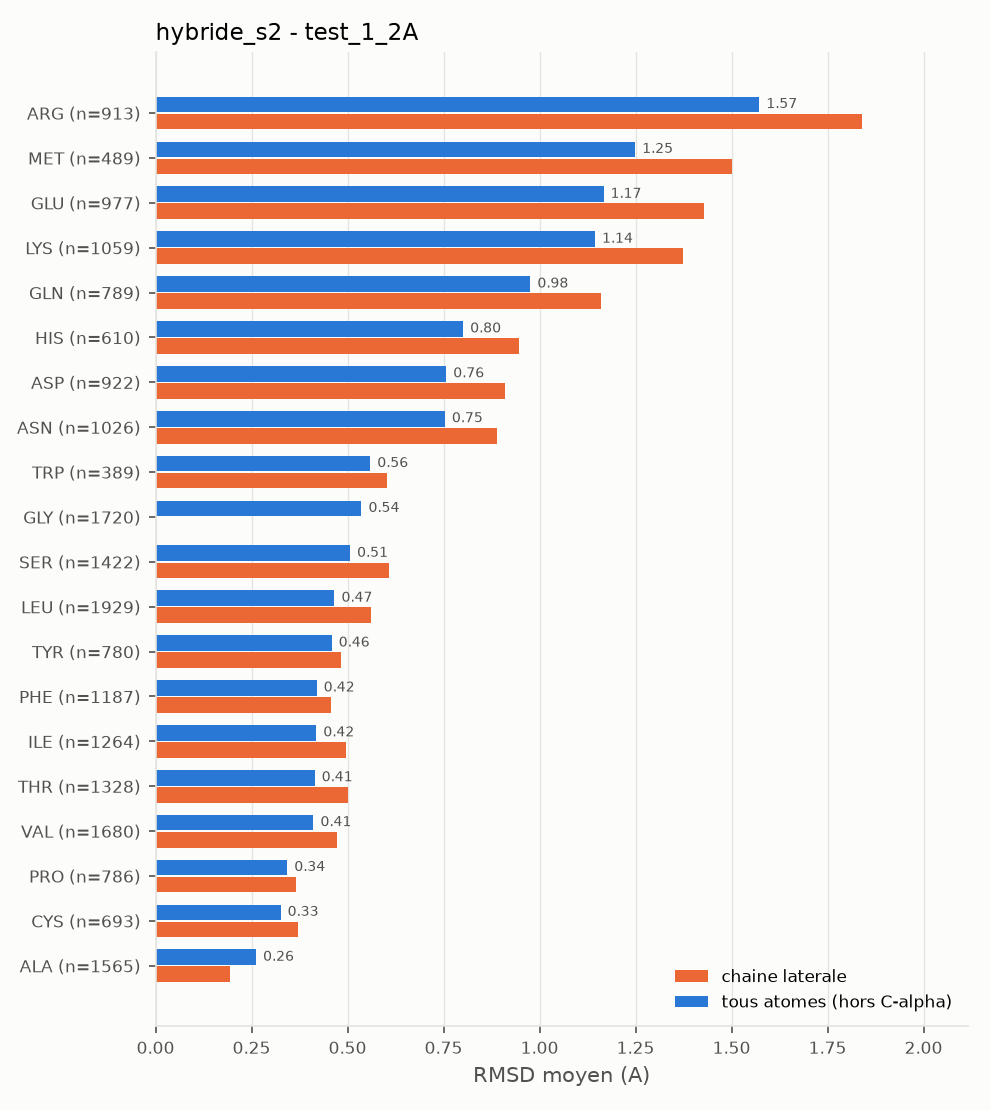 hybride_s2 - test_1_2A
ARG (n=913) 1.57
MET (n=489) 1.25
GLU (n=977) 1.17
LYS (n=1059) 1.14
GLN (n=789) 0.98
HIS (n=610) 0.80
ASP (n=922) 0.76
ASN (n=1026) 0.75
TRP (n=389) 0.56
GLY (n=1720) 0.54
SER (n=1422) 0.51
LEU (n=1929) 0.47
TYR (n=780) 0.46
PHE (n=1187) 0.42
ILE (n=1264) 0.42
THR (n=1328) 0.41
VAL (n=1680) 0.41
PRO (n=786) 0.34
CYS (n=693) 0.33
ALA (n=1565) 0.26
chaine laterale
tous atomes (hors C-alpha)
0.00 0.25 0.50 0.75 1.00 1.25 1.50 1.75 2.00
RMSD moyen (A)